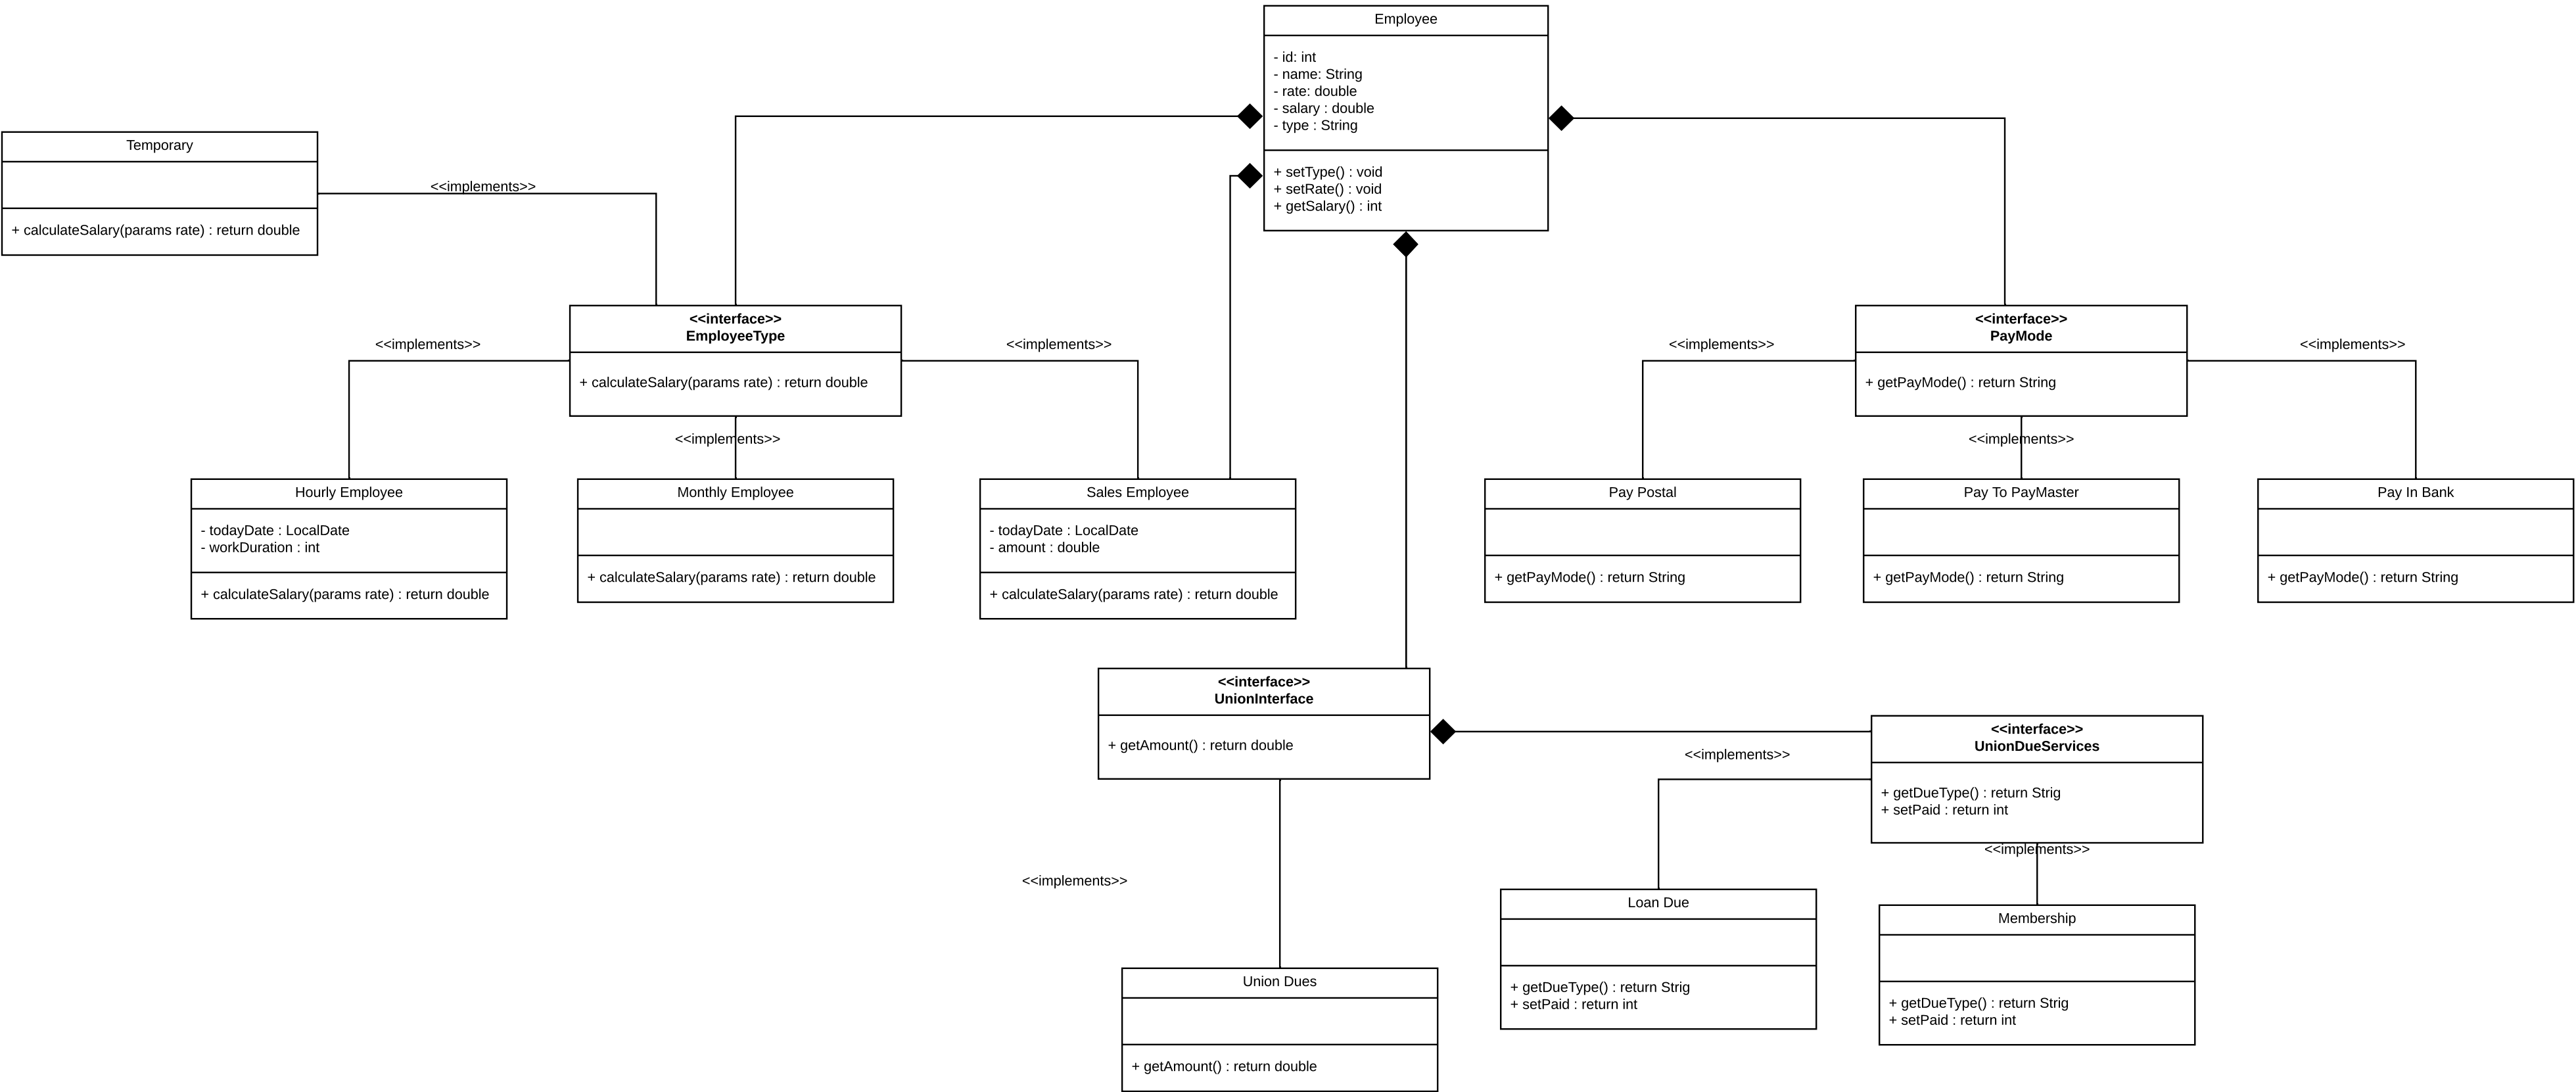 Employee
- id: int
- name: String
- rate: double
- salary : double
- type : String
+ setType() : void
+ setRate() : void
+ getSalary() : int
Temporary
+ calculateSalary(params rate) : return double
<<implements>>
<<interface>>
EmployeeType
+ calculateSalary(params rate) : return double
<<implements>>
<<implements>>
<<implements>>
<<interface>>
PayMode
+ getPayMode() : return String
<<implements>>
<<implements>>
<<implements>>
Hourly Employee
- todayDate : LocalDate
- workDuration : int
+ calculateSalary(params rate) : return double
Monthly Employee
+ calculateSalary(params rate) : return double
Sales Employee
- todayDate : LocalDate
- amount : double
+ calculateSalary(params rate) : return double
Pay Postal
+ getPayMode() : return String
Pay To PayMaster
+ getPayMode() : return String
Pay In Bank
+ getPayMode() : return String
<<interface>>
UnionInterface
+ getAmount() : return double
<<interface>>
UnionDueServices
+ getDueType() : return Strig
+ setPaid : return int
<<implements>>
<<implements>>
<<implements>>
Loan Due
+ getDueType() : return Strig
+ setPaid : return int
Membership
+ getDueType() : return Strig
+ setPaid : return int
Union Dues
+ getAmount() : return double